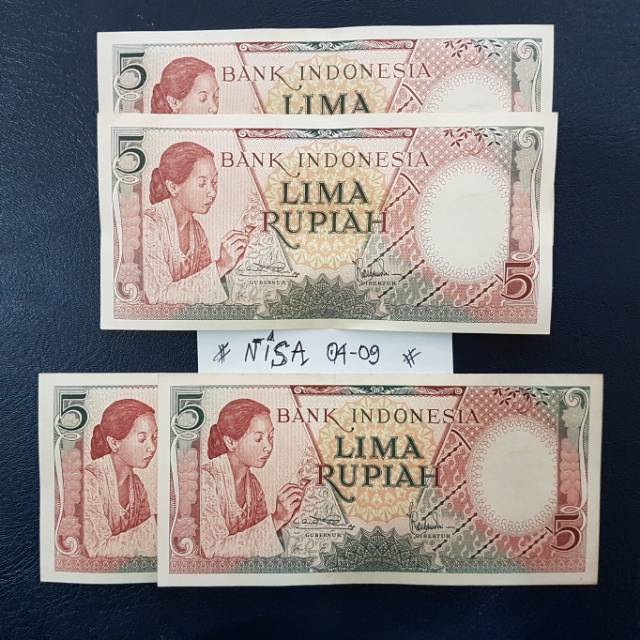 5 BANK INDONESIA
LIMA
5 BANK INDONESIA
LIMA
RUPIAH
GUBERNUR DIREKTUR 5
# NISA 04-09 #
5
5 BANK INDONESIA
LIMA
RUPIAH
GUBERNUR DIREKTUR 5